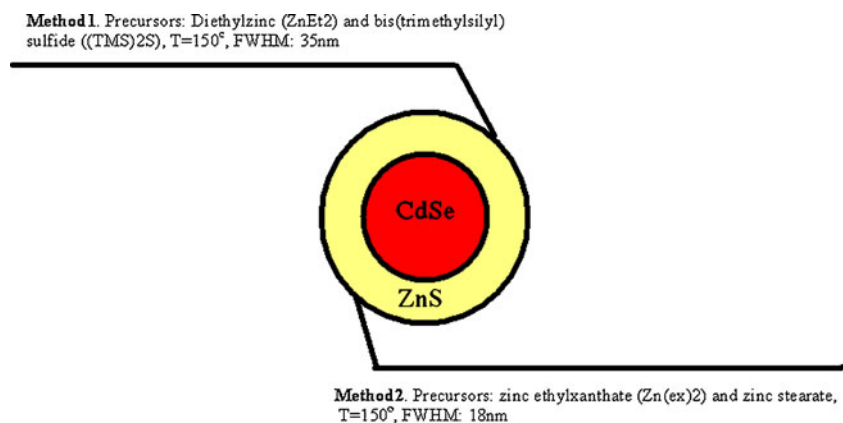 Method1. Precursors: Diethylzinc (ZnEt2) and bis(trimethylsilyl)
sulfide ((TMS)2S), T=150°, FWHM: 35nm
CdSe
ZnS
Method2. Precursors: zinc ethylxanthate (Zn(ex)2) and zinc stearate,
T=150°, FWHM: 18nm